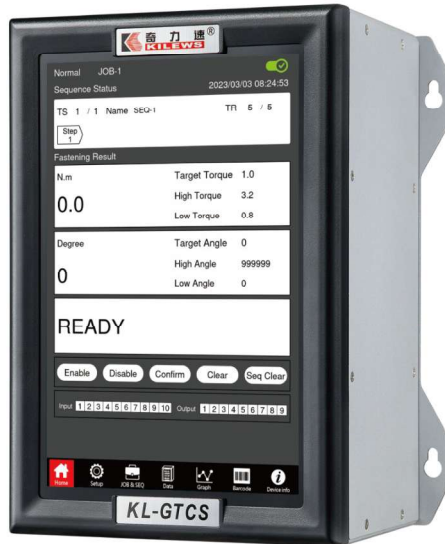 奇力速®
KILEWS
Normal JOB-1
Sequence Status 2023/03/03 08:24:53
TS 1 / 1 Name SEQ-1 TR 5 / 5
Step
1
Fastening Result
N.m Target Torque 1.0
0.0 High Torque 3.2
Low Torque 0.8
Degree Target Angle 0
0 High Angle 999999
Low Angle 0
READY
Enable Disable Confirm Clear Seq Clear
Input 1 2 3 4 5 6 7 8 9 10 Output 1 2 3 4 5 6 7 8 9
Home Setup JOB & SEQ Data Graph Barcode Device info
KL-GTCS